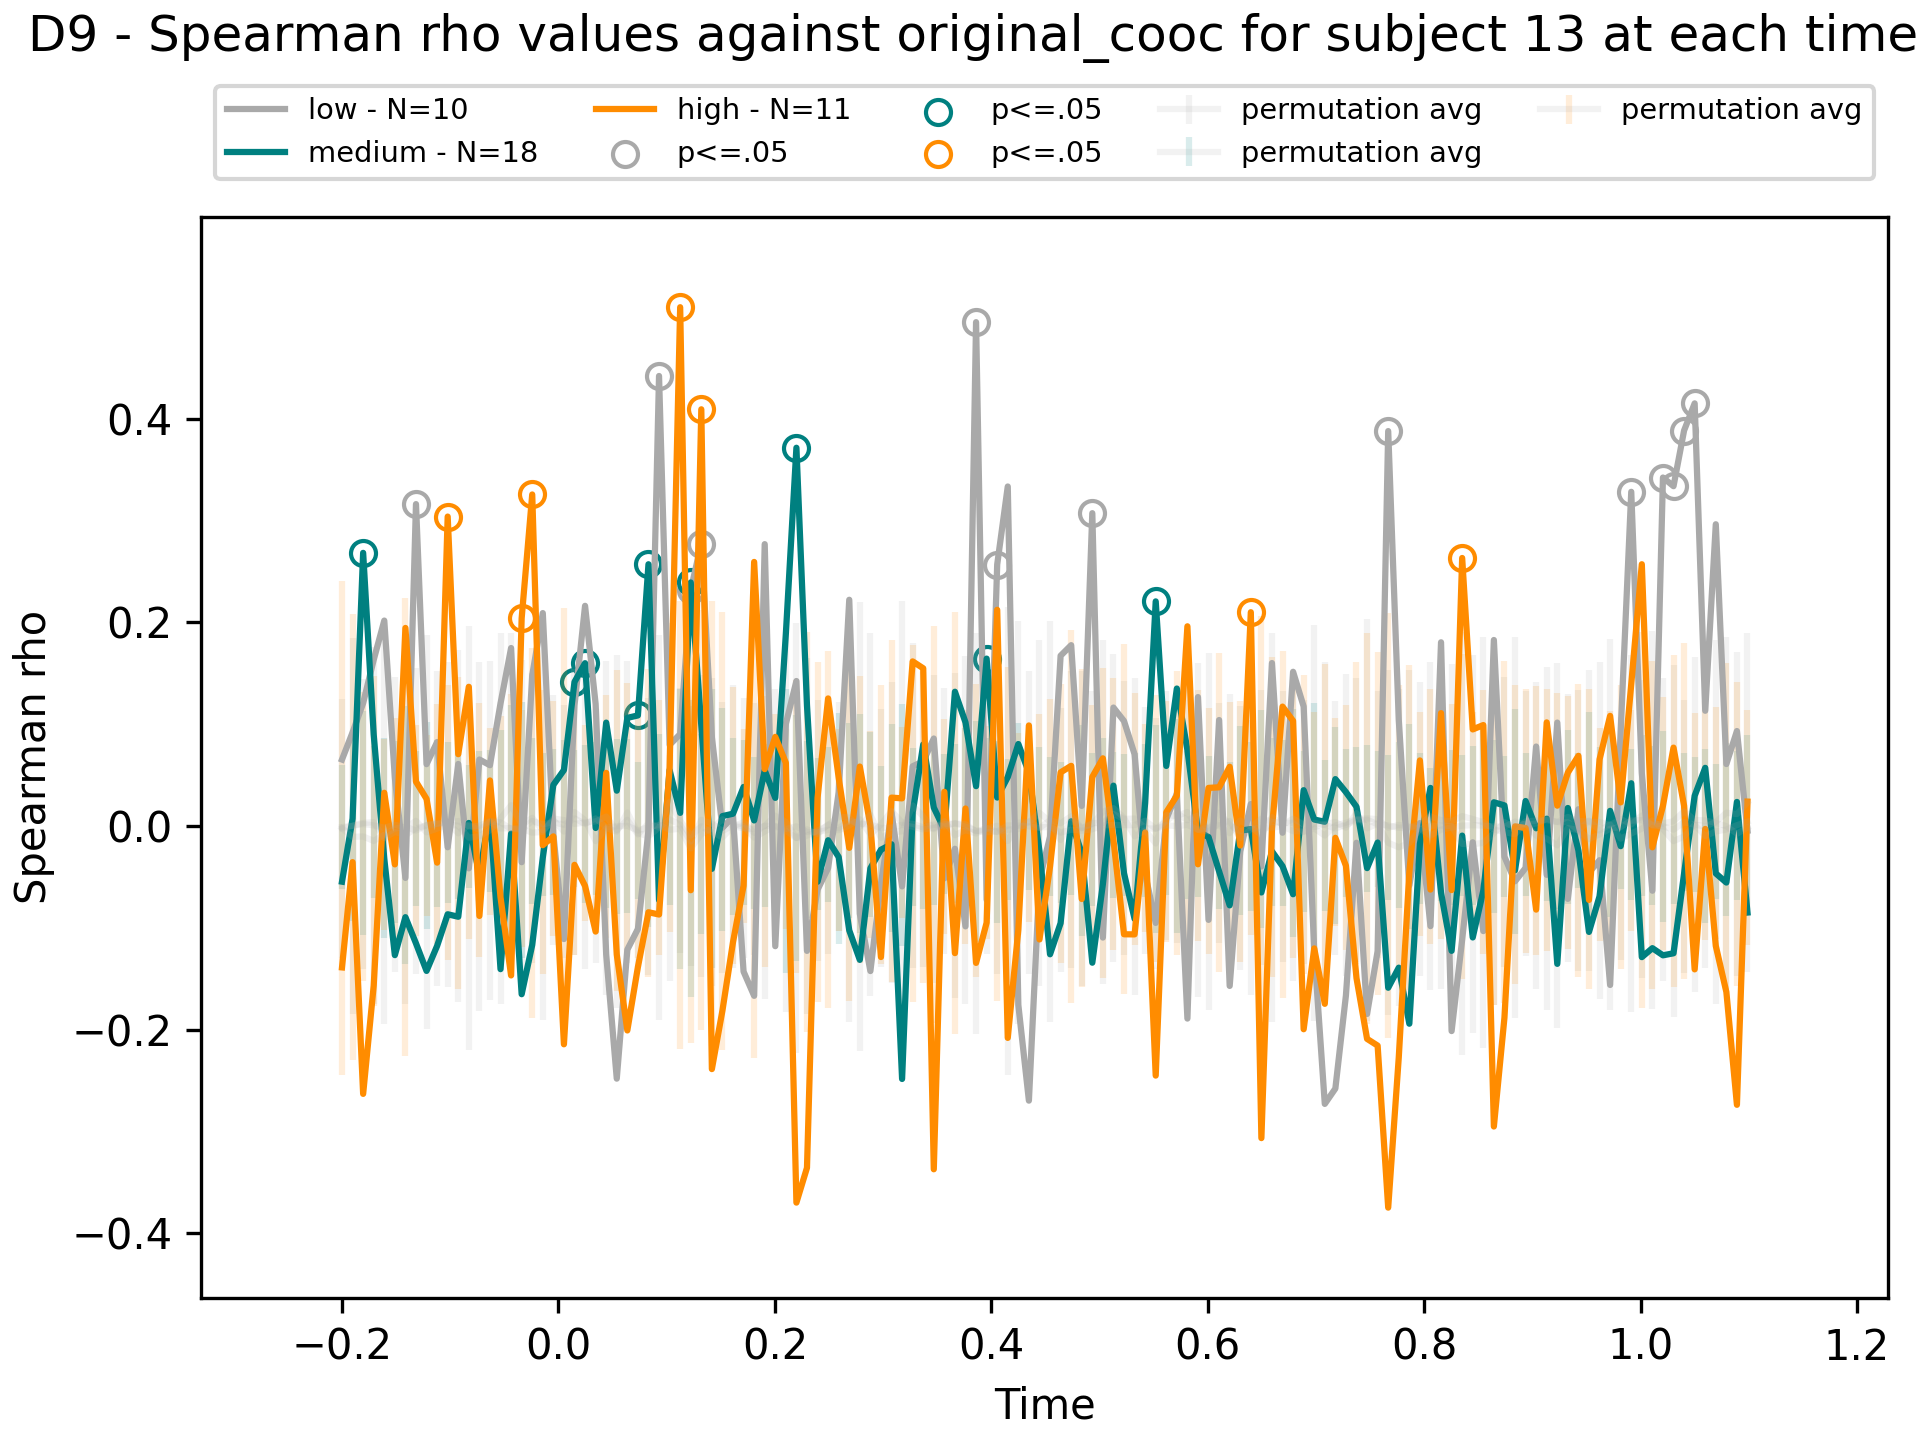 D9 - Spearman rho values against original_cooc for subject 13 at each time
low - N=10
medium - N=18
high - N=11
p<=.05
p<=.05
p<=.05
permutation avg
permutation avg
permutation avg
Spearman rho
0.4
0.2
0.0
−0.2
−0.4
−0.2 0.0 0.2 0.4 0.6 0.8 1.0 1.2
Time